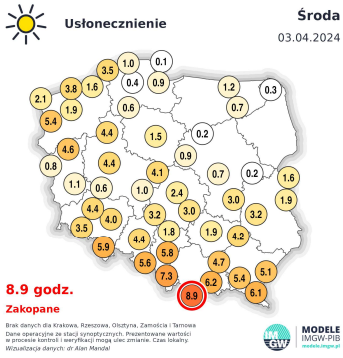 Usłonecznienie
Środa
03.04.2024
3.5 1.0 0.1
2.1 3.8 1.6 0.4 0.9 1.2 0.3
5.4 1.9 0.6 0.7
4.6 4.4 1.5 0.2
0.8 4.4 4.1 0.9
1.1 0.6 1.0 2.4 0.7 0.2 1.6
4.4 4.0 3.2 3.0 3.0 3.2 1.9
3.5 5.9 4.4 1.8 1.9 4.2
5.6 5.8 4.7
7.3 6.2 5.4 5.1
8.9 6.1
8.9 godz.
Zakopane
Brak danych dla Krakowa, Rzeszowa, Olsztyna, Zamościa i Tarnowa
Dane operacyjne ze stacji synoptycznych. Prezentowane wartości
w procesie kontroli i weryfikacji mogą ulec zmianie. Czas lokalny.
Wizualizacja danych: dr Alan Mandal
IM
GW
MODELE
IMGW-PIB
modele.imgw.pl